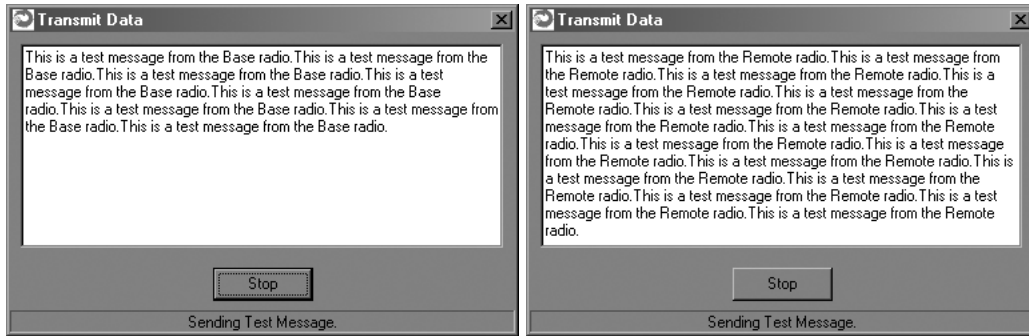 Transmit Data
This is a test message from the Base radio.This is a test message from the
Base radio.This is a test message from the Base radio.This is a test
message from the Base radio.This is a test message from the Base
radio.This is a test message from the Base radio.This is a test message from
the Base radio.This is a test message from the Base radio.
Stop
Sending Test Message.
Transmit Data
This is a test message from the Remote radio.This is a test message from
the Remote radio.This is a test message from the Remote radio.This is a
test message from the Remote radio.This is a test message from the
Remote radio.This is a test message from the Remote radio.This is a test
message from the Remote radio.This is a test message from the Remote
radio.This is a test message from the Remote radio.This is a test message
from the Remote radio.This is a test message from the Remote radio.This is
a test message from the Remote radio.This is a test message from the
Remote radio.This is a test message from the Remote radio.This is a test
message from the Remote radio.This is a test message from the Remote
radio.
Stop
Sending Test Message.